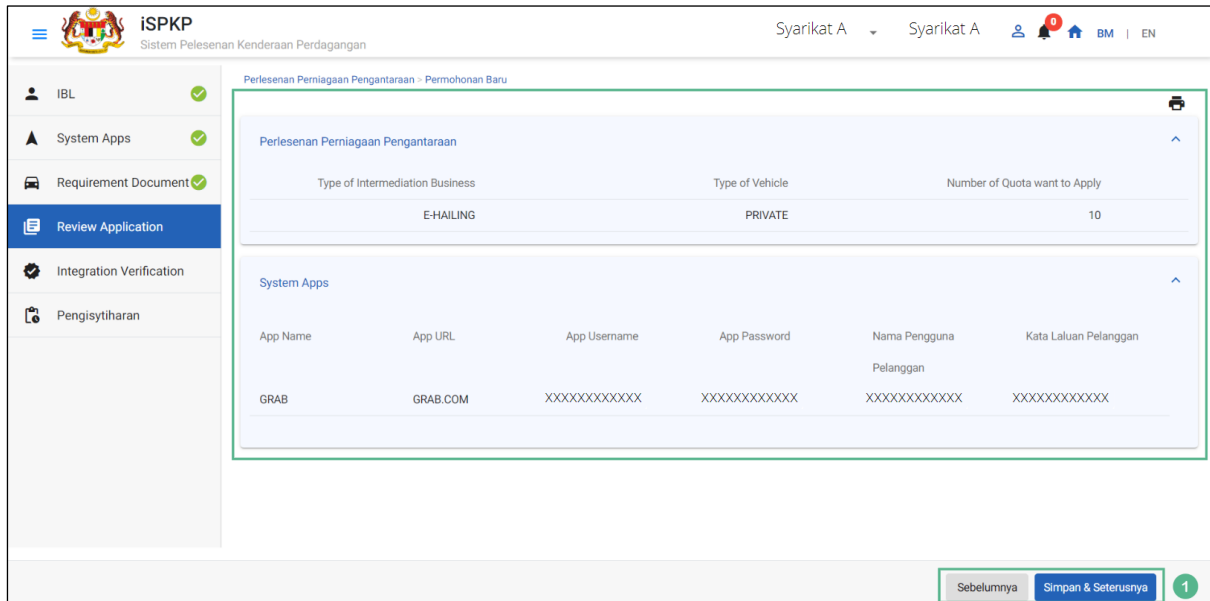 iSPKP
Sistem Pelesenan Kenderaan Perdagangan
Syarikat A Syarikat A 0 BM | EN
IBL
System Apps
Requirement Document
Review Application
Integration Verification
Pengisytiharan
Perlesenan Perniagaan Pengantaraan > Permohonan Baru
Perlesenan Perniagaan Pengantaraan
Type of Intermediation Business Type of Vehicle Number of Quota want to Apply
E-HAILING PRIVATE 10
System Apps
App Name App URL App Username App Password Nama Pengguna Kata Laluan Pelanggan
Pelanggan
GRAB GRAB.COM XXXXXXXXXXXX XXXXXXXXXXXX XXXXXXXXXXXX XXXXXXXXXXXX
Sebelumnya Simpan & Seterusnya 1